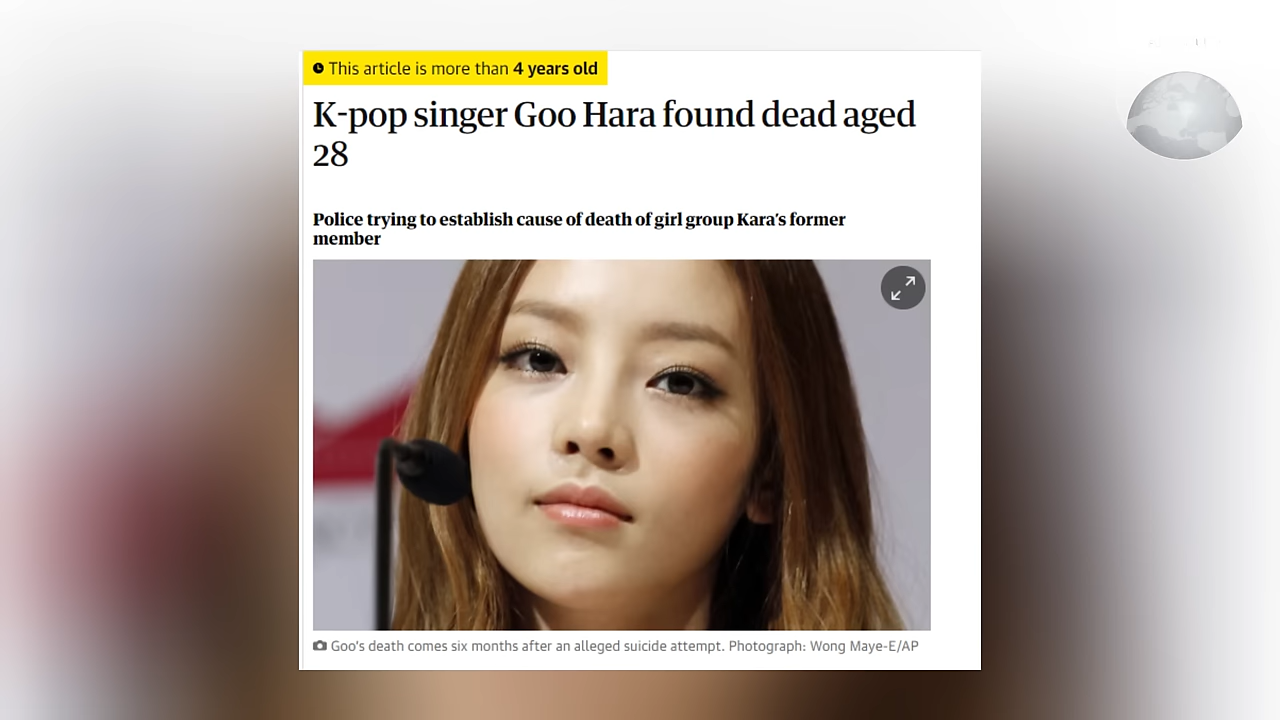 This article is more than 4 years old
K-pop singer Goo Hara found dead aged
28
Police trying to establish cause of death of girl group Kara's former
member
Goo's death comes six months after an alleged suicide attempt. Photograph: Wong Maye-E/AP